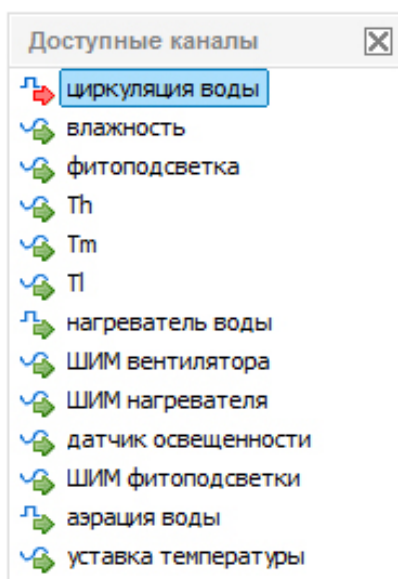 Доступные каналы
циркуляция воды
влажность
фитоподсветка
Th
Tm
Tl
нагреватель воды
ШИМ вентилятора
ШИМ нагревателя
датчик освещенности
ШИМ фитоподсветки
аэрация воды
уставка температуры